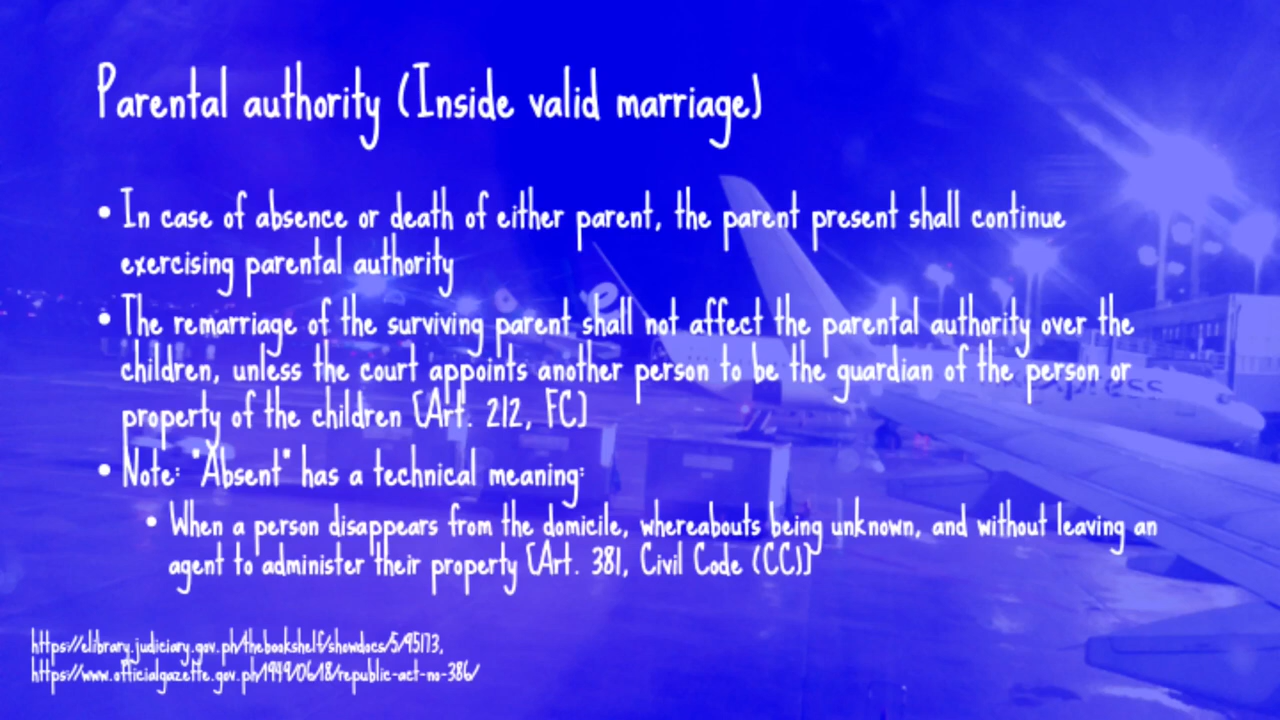 Parental authority (Inside valid marriage)
• In case of absence or death of either parent, the parent present shall continue
exercising parental authority
• The remarriage of the surviving parent shall not affect the parental authority over the
children, unless the court appoints another person to be the guardian of the person or
property of the children [Art. 212, FC]
• Note: "Absent" has a technical meaning:
• When a person disappears from the domicile, whereabouts being unknown, and without leaving an
agent to administer their property [Art. 381, Civil Code (CC)]
https://elibrary.judiciary.gov.ph/thebookshelf/showdocs/5/95173,
https://www.officialgazette.gov.ph/1949/06/18/republic-act-no-386/